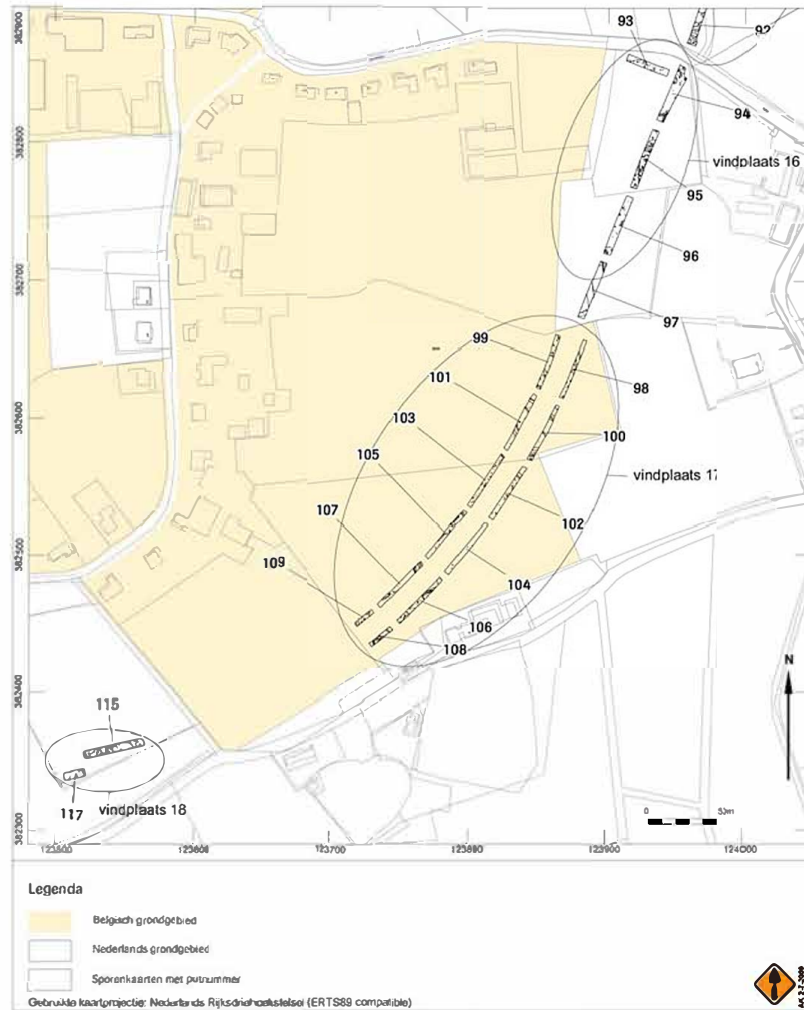 93
92
94
vindplaats 16
95
96
97
99
98
101
100
103
105
vindplaats 17
102
107
104
109
106
108
N
115
117
vindplaats 18
0 50m
382900
382800
382700
382600
382500
382400
382300
123500 123600 123700 123800 123900 124000
Legenda
Belgisch grondgebied
Nederlands grondgebied
Sporenkaarten met putnummer
Gebruikte kaartprojectie: Nederlands Rijksdriehoekstelsel (ERTS89 compatible)